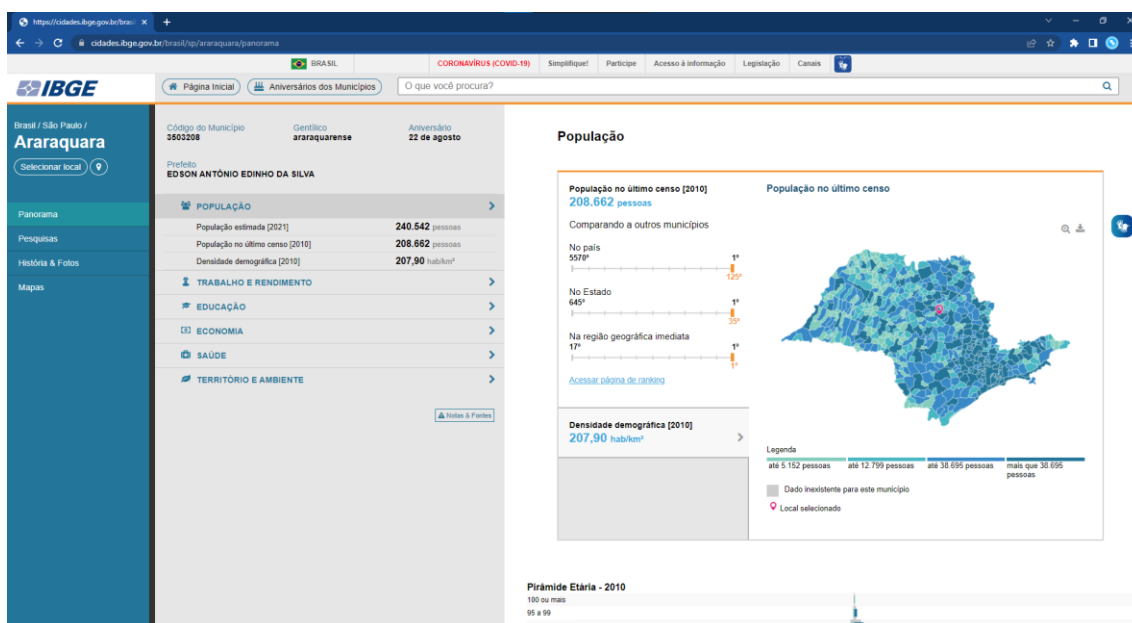 https://cidades.ibge.gov.br/brasi
cidades.ibge.gov.br/brasil/sp/araraquara/panorama
BRASIL
CORONAVÍRUS (COVID-19)
Simplifique!
Participe
Acesso à informação
Legislação
Canais
IBGE
Página Inicial
Aniversários dos Municípios
O que você procura?
Brasil / São Paulo /
Araraquara
Selecionar local
Panorama
Pesquisas
História & Fotos
Mapas
Código do Município
3503208
Gentílico
araraquarense
Aniversário
22 de agosto
Prefeito
EDSON ANTÔNIO EDINHO DA SILVA
POPULAÇÃO
População estimada [2021] 240.542 pessoas
População no último censo [2010] 208.662 pessoas
Densidade demográfica [2010] 207,90 hab/km²
TRABALHO E RENDIMENTO
EDUCAÇÃO
ECONOMIA
SAÚDE
TERRITÓRIO E AMBIENTE
Notas & Fontes
População
População no último censo [2010]
208.662 pessoas
Comparando a outros municípios
No país
5570º 1º
125º
No Estado
645º 1º
35º
Na região geográfica imediata
17º 1º
1º
Acessar página de ranking
Densidade demográfica [2010]
207,90 hab/km²
População no último censo
Legenda
até 5.152 pessoas
até 12.799 pessoas
até 38.695 pessoas
mais que 38.695
pessoas
Dado inexistente para este município
Local selecionado
Pirâmide Etária - 2010
100 ou mais
95 a 99